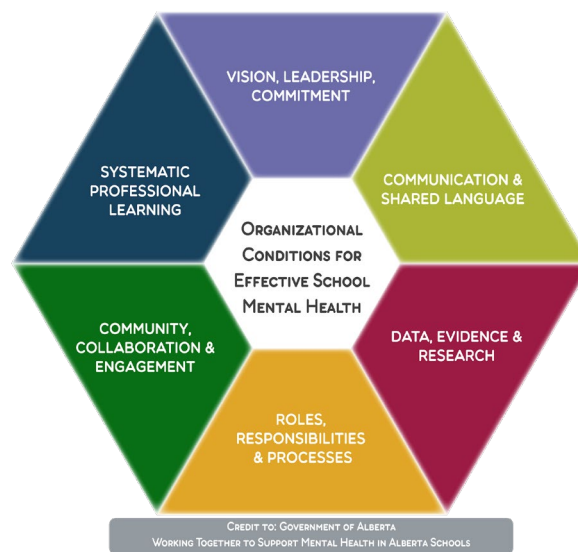 VISION, LEADERSHIP,
COMMITMENT
SYSTEMATIC
PROFESSIONAL
LEARNING
COMMUNICATION &
SHARED LANGUAGE
ORGANIZATIONAL
CONDITIONS FOR
EFFECTIVE SCHOOL
MENTAL HEALTH
COMMUNITY,
COLLABORATION &
ENGAGEMENT
DATA, EVIDENCE &
RESEARCH
ROLES,
RESPONSIBILITIES
& PROCESSES
CREDIT TO: GOVERNMENT OF ALBERTA
WORKING TOGETHER TO SUPPORT MENTAL HEALTH IN ALBERTA SCHOOLS